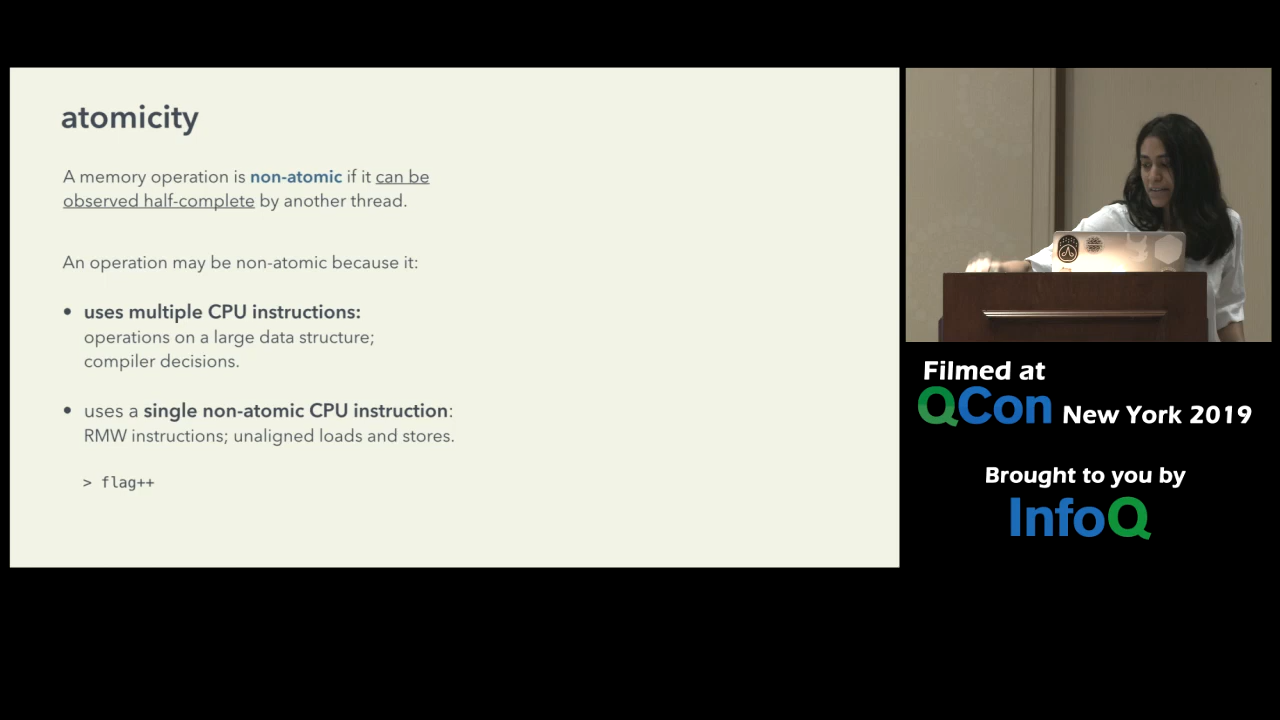 atomicity
A memory operation is non-atomic if it can be
observed half-complete by another thread.
An operation may be non-atomic because it:
• uses multiple CPU instructions:
operations on a large data structure;
compiler decisions.
• uses a single non-atomic CPU instruction:
RMW instructions; unaligned loads and stores.
> flag++
Filmed at
QCon New York 2019
Brought to you by
InfoQ